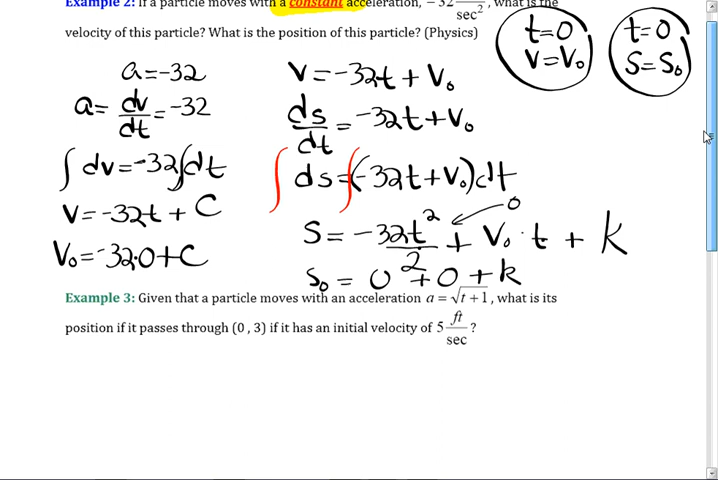 Example 2: If a particle moves with a constant acceleration, −32 ft/sec², what is the
velocity of this particle? What is the position of this particle? (Physics)
t=0
V=V₀
t=0
S=S₀
a=-32
a= dv/dt = -32
∫ dv = -32∫dt
V = -32t + C
V₀ = -32·0 + C
V = -32t + V₀
ds/dt = -32t + V₀
∫ ds = ∫(-32t + V₀)dt
0
S = -32t²/2 + V₀ · t + k
S₀ = 0 + 0 + k
Example 3: Given that a particle moves with an acceleration a = √(t + 1), what is its
position if it passes through (0 , 3) if it has an initial velocity of 5 ft/sec ?